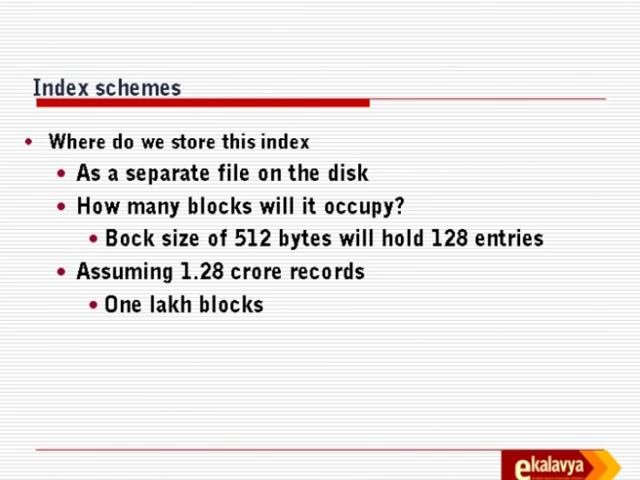 Index schemes
Where do we store this index
As a separate file on the disk
How many blocks will it occupy?
Bock size of 512 bytes will hold 128 entries
Assuming 1.28 crore records
One lakh blocks
ekalavya